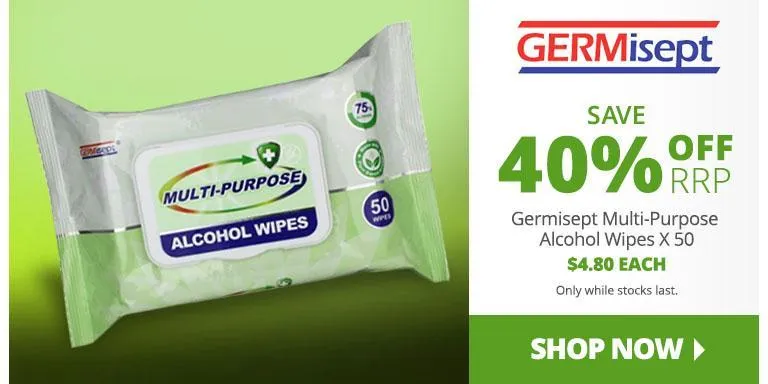 GERMisept
75%
GERMisept
MULTI-PURPOSE
50
WIPES
ALCOHOL WIPES
SAVE
40% OFF
RRP
Germisept Multi-Purpose
Alcohol Wipes X 50
$4.80 EACH
Only while stocks last.
SHOP NOW